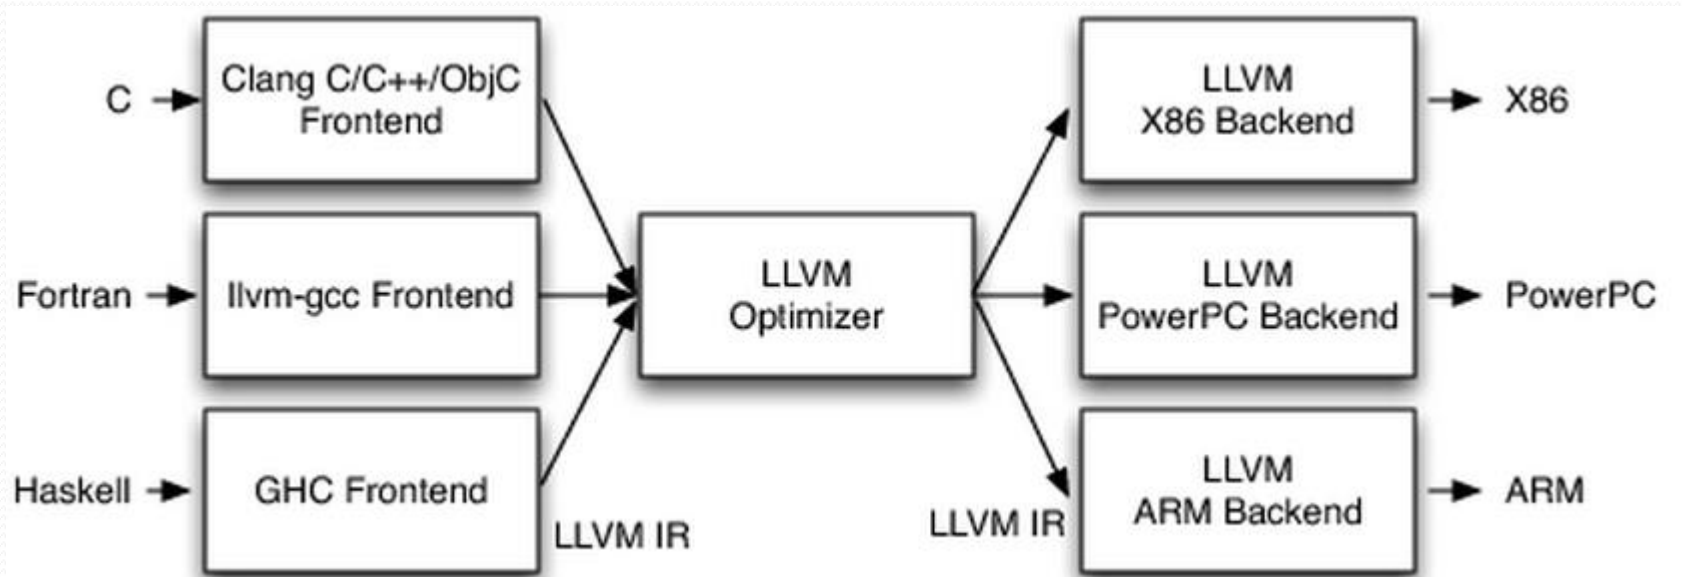 C
Clang C/C++/ObjC
Frontend
Fortran
llvm-gcc Frontend
Haskell
GHC Frontend
LLVM IR
LLVM
Optimizer
LLVM IR
LLVM
X86 Backend
X86
LLVM
PowerPC Backend
PowerPC
LLVM
ARM Backend
ARM